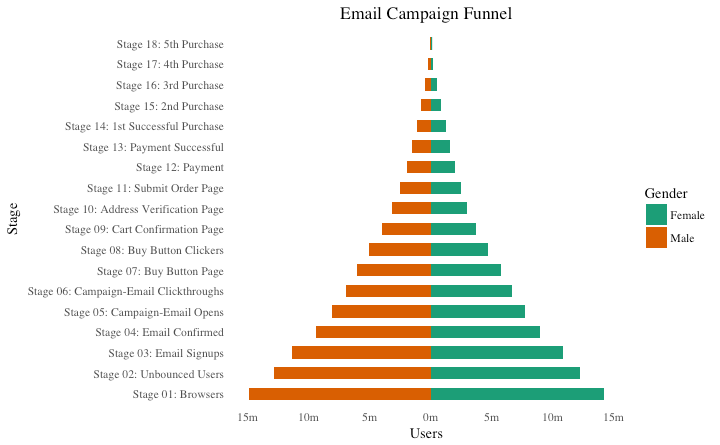 Email Campaign Funnel
Stage
Stage 18: 5th Purchase
Stage 17: 4th Purchase
Stage 16: 3rd Purchase
Stage 15: 2nd Purchase
Stage 14: 1st Successful Purchase
Stage 13: Payment Successful
Stage 12: Payment
Stage 11: Submit Order Page
Stage 10: Address Verification Page
Stage 09: Cart Confirmation Page
Stage 08: Buy Button Clickers
Stage 07: Buy Button Page
Stage 06: Campaign-Email Clickthroughs
Stage 05: Campaign-Email Opens
Stage 04: Email Confirmed
Stage 03: Email Signups
Stage 02: Unbounced Users
Stage 01: Browsers
15m 10m 5m 0m 5m 10m 15m
Users
Gender
Female
Male